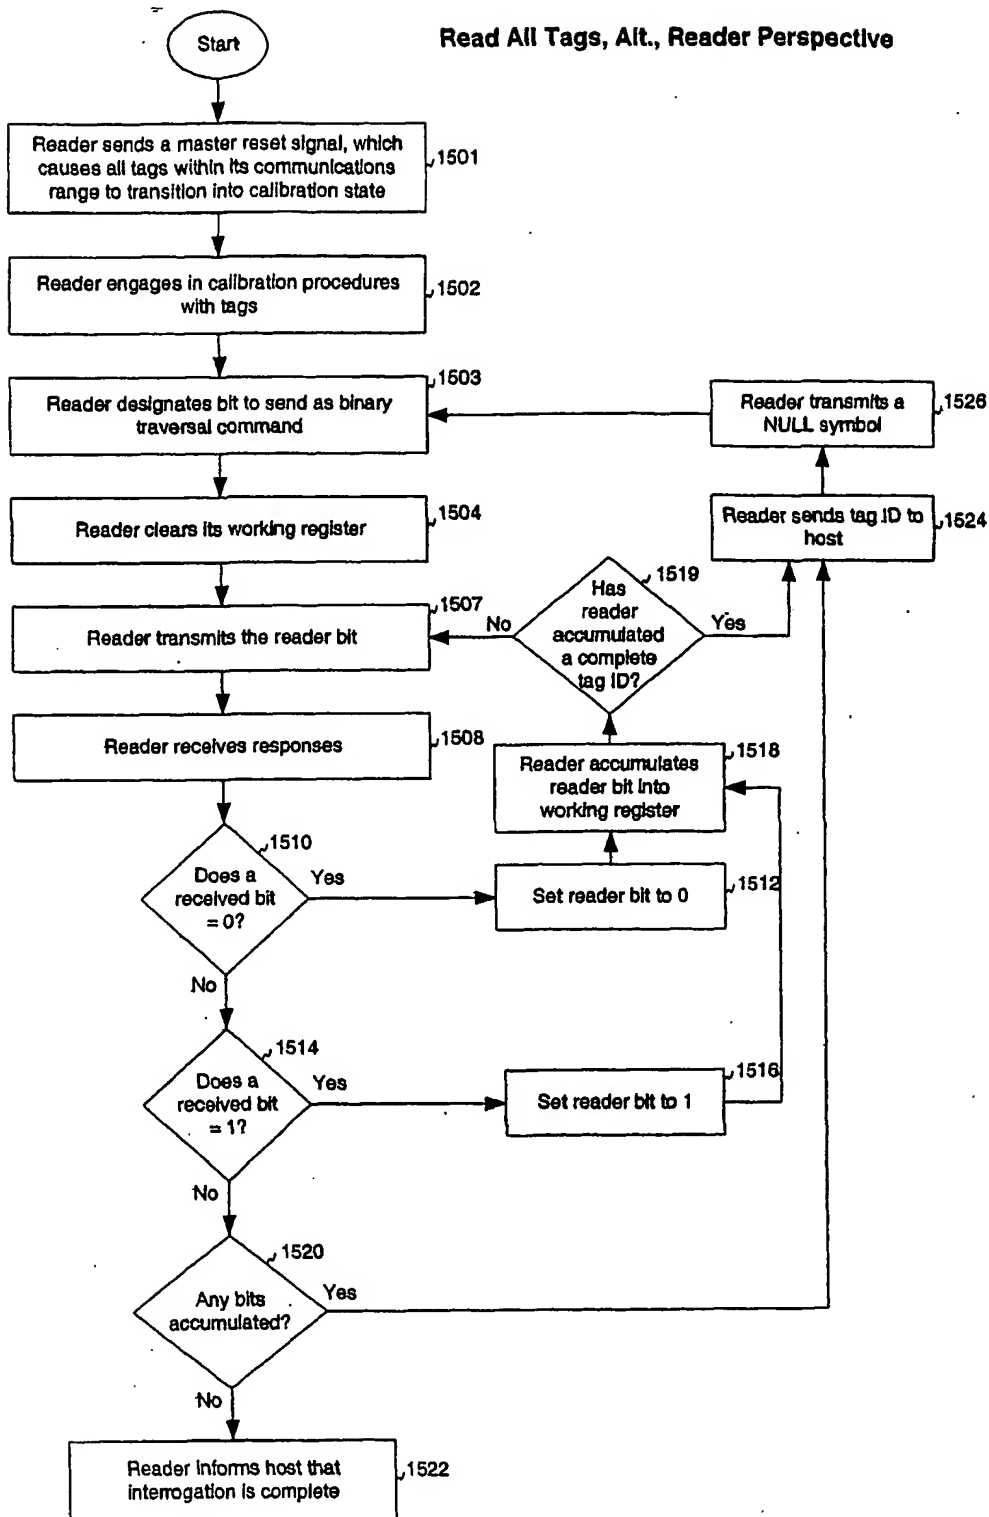 Read All Tags, Alt., Reader Perspective
Start
Reader sends a master reset signal, which
causes all tags within its communications
range to transition into calibration state
1501
Reader engages in calibration procedures
with tags
1502
1503
Reader designates bit to send as binary
traversal command
Reader transmits a
NULL symbol
1526
Reader clears its working register
1504
Reader sends tag ID to
host
1524
1519
Has
reader
accumulated
a complete
tag ID?
No
Yes
1507
Reader transmits the reader bit
Reader receives responses
1508
1518
Reader accumulates
reader bit into
working register
1510
Does a
received bit
= 0?
Yes
Set reader bit to 0
1512
No
1514
Does a
received bit
= 1?
Yes
1516
Set reader bit to 1
No
1520
Any bits
accumulated?
Yes
No
Reader informs host that
interrogation is complete
1522